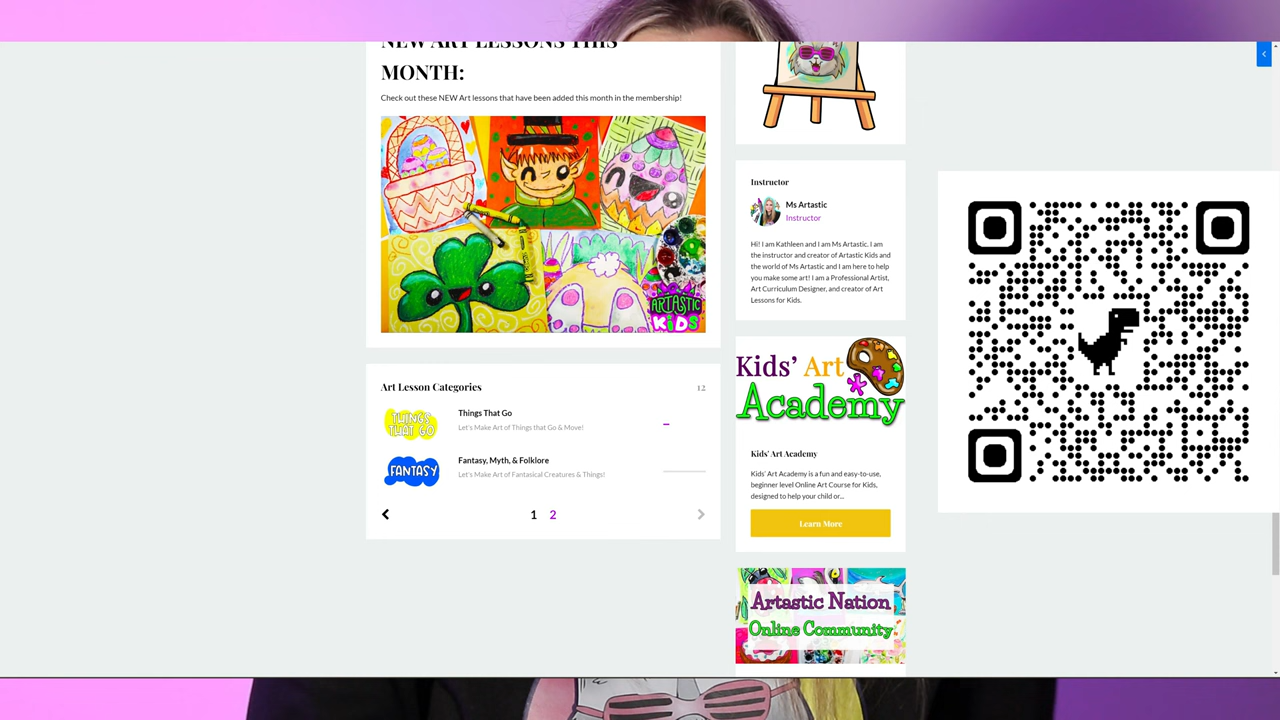 NEW ART LESSONS THIS
MONTH:
Check out these NEW Art lessons that have been added this month in the membership!
ARTASTIC
KiDS
Art Lesson Categories
12
THINGS
THAT GO
Things That Go
Let's Make Art of Things that Go & Move!
FANTASY
Fantasy, Myth, & Folklore
Let's Make Art of Fantasical Creatures & Things!
1
2
Instructor
Ms Artastic
Instructor
Hi! I am Kathleen and I am Ms Artastic. I am
the instructor and creator of Artastic Kids and
the world of Ms Artastic and I am here to help
you make some art! I am a Professional Artist,
Art Curriculum Designer, and creator of Art
Lessons for Kids.
Kids' Art
Academy
Kids' Art Academy
Kids' Art Academy is a fun and easy-to-use,
beginner level Online Art Course for Kids,
designed to help your child or...
Learn More
Artastic Nation
Online Community